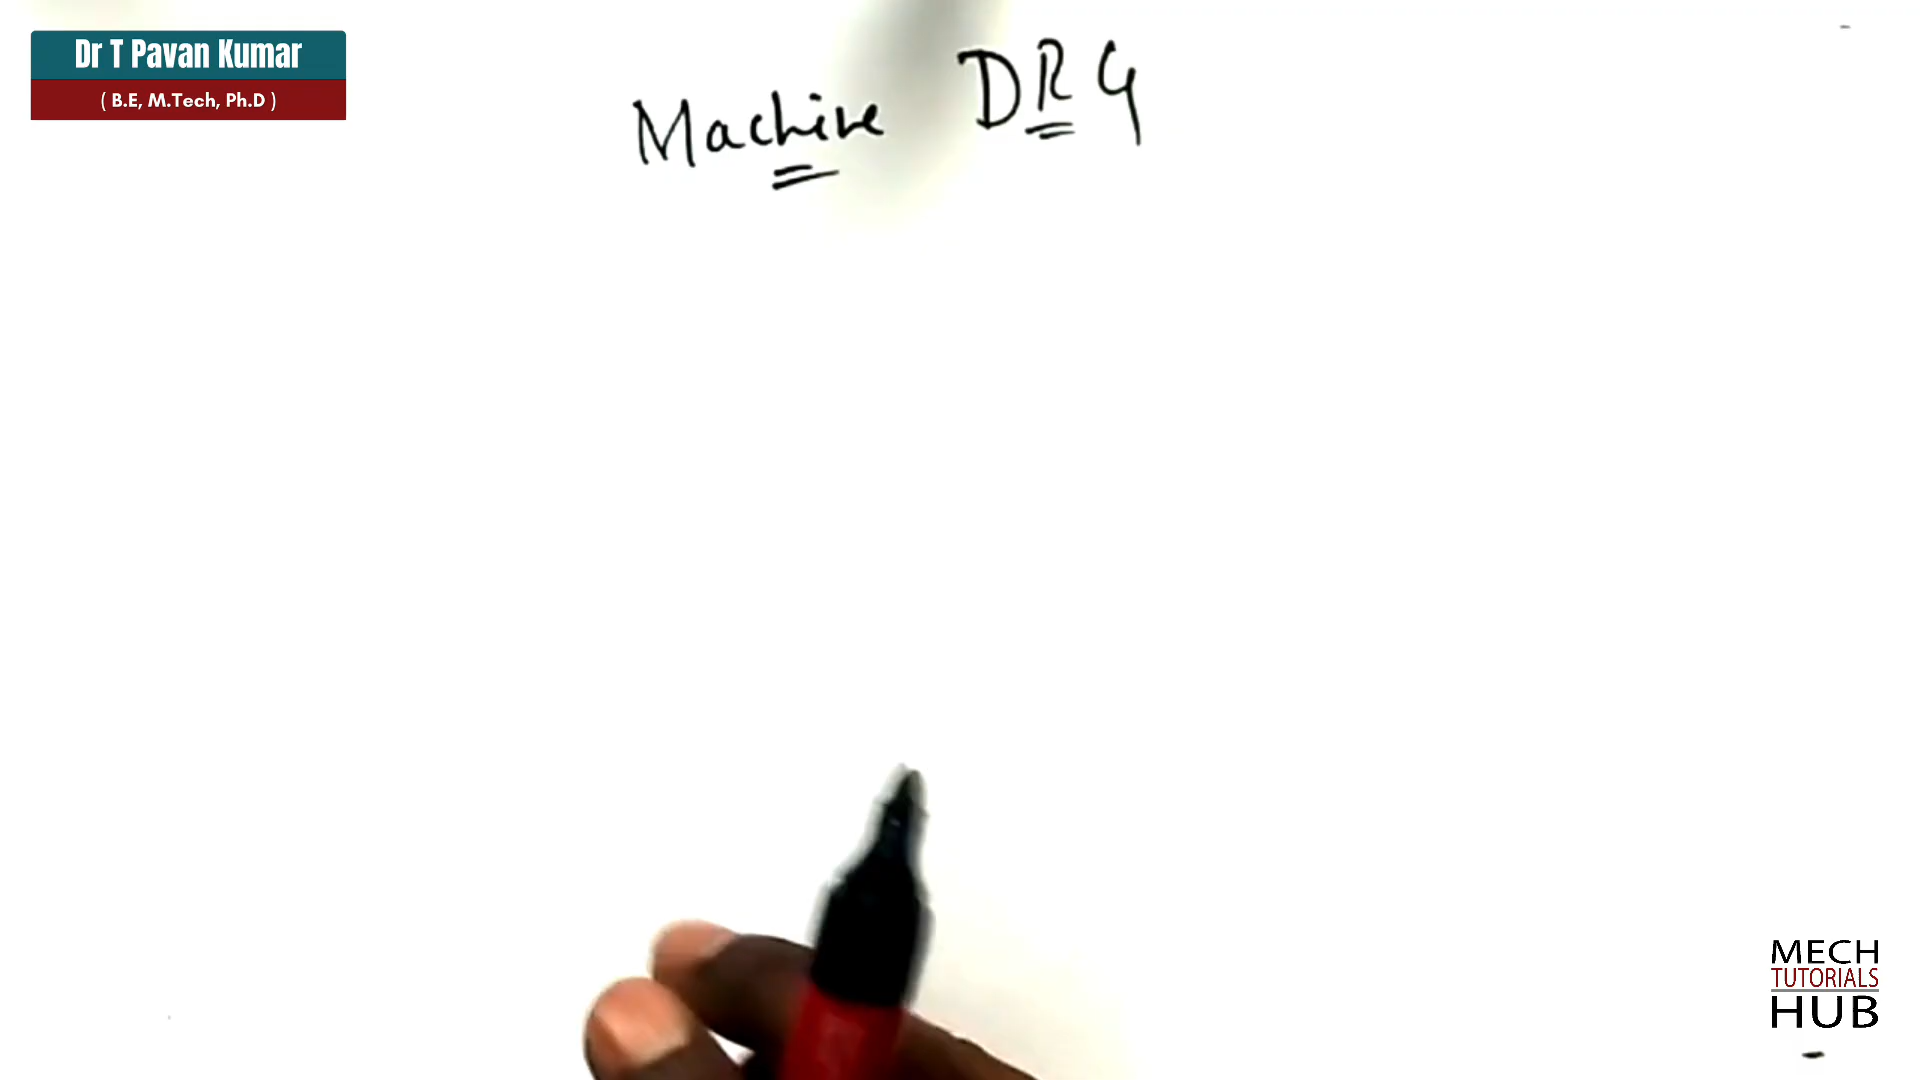 Dr T Pavan Kumar
( B.E, M.Tech, Ph.D )
Machine DRG
MECH
TUTORIALS
HUB